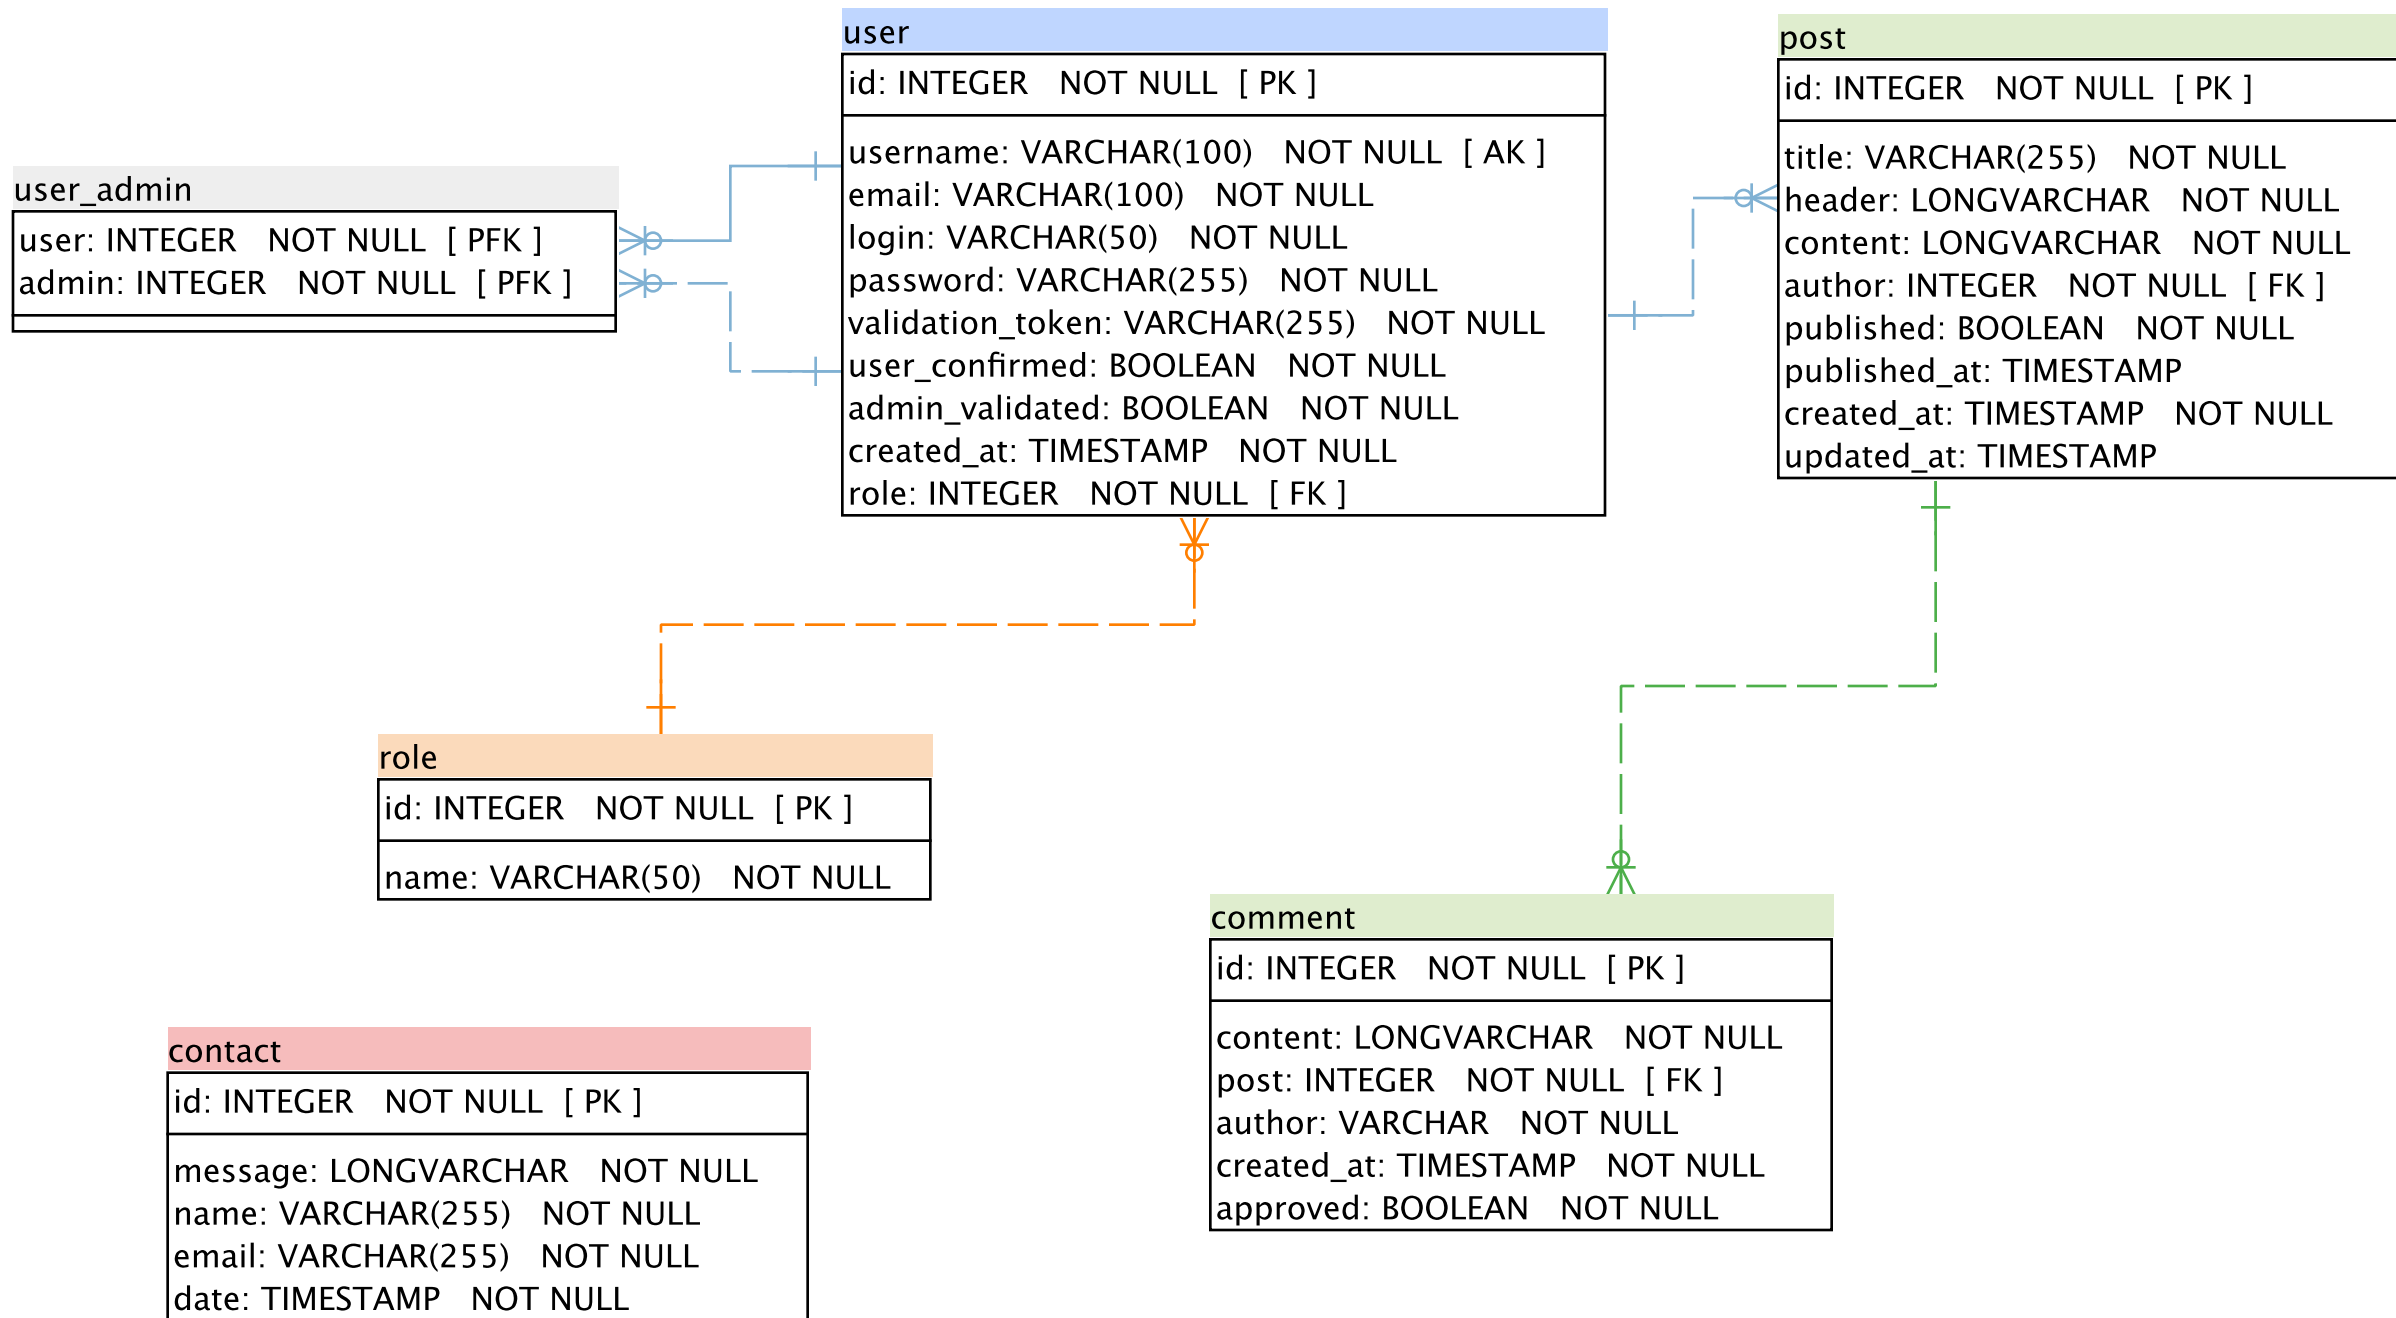 user
id: INTEGER   NOT NULL  [ PK ]
username: VARCHAR(100)   NOT NULL  [ AK ]
email: VARCHAR(100)   NOT NULL
login: VARCHAR(50)   NOT NULL
password: VARCHAR(255)   NOT NULL
validation_token: VARCHAR(255)   NOT NULL
user_confirmed: BOOLEAN   NOT NULL
admin_validated: BOOLEAN   NOT NULL
created_at: TIMESTAMP   NOT NULL
role: INTEGER   NOT NULL  [ FK ]
post
id: INTEGER   NOT NULL  [ PK ]
title: VARCHAR(255)   NOT NULL
header: LONGVARCHAR   NOT NULL
content: LONGVARCHAR   NOT NULL
author: INTEGER   NOT NULL  [ FK ]
published: BOOLEAN   NOT NULL
published_at: TIMESTAMP
created_at: TIMESTAMP   NOT NULL
updated_at: TIMESTAMP
user_admin
user: INTEGER   NOT NULL  [ PFK ]
admin: INTEGER   NOT NULL  [ PFK ]
role
id: INTEGER   NOT NULL  [ PK ]
name: VARCHAR(50)   NOT NULL
comment
id: INTEGER   NOT NULL  [ PK ]
content: LONGVARCHAR   NOT NULL
post: INTEGER   NOT NULL  [ FK ]
author: VARCHAR   NOT NULL
created_at: TIMESTAMP   NOT NULL
approved: BOOLEAN   NOT NULL
contact
id: INTEGER   NOT NULL  [ PK ]
message: LONGVARCHAR   NOT NULL
name: VARCHAR(255)   NOT NULL
email: VARCHAR(255)   NOT NULL
date: TIMESTAMP   NOT NULL